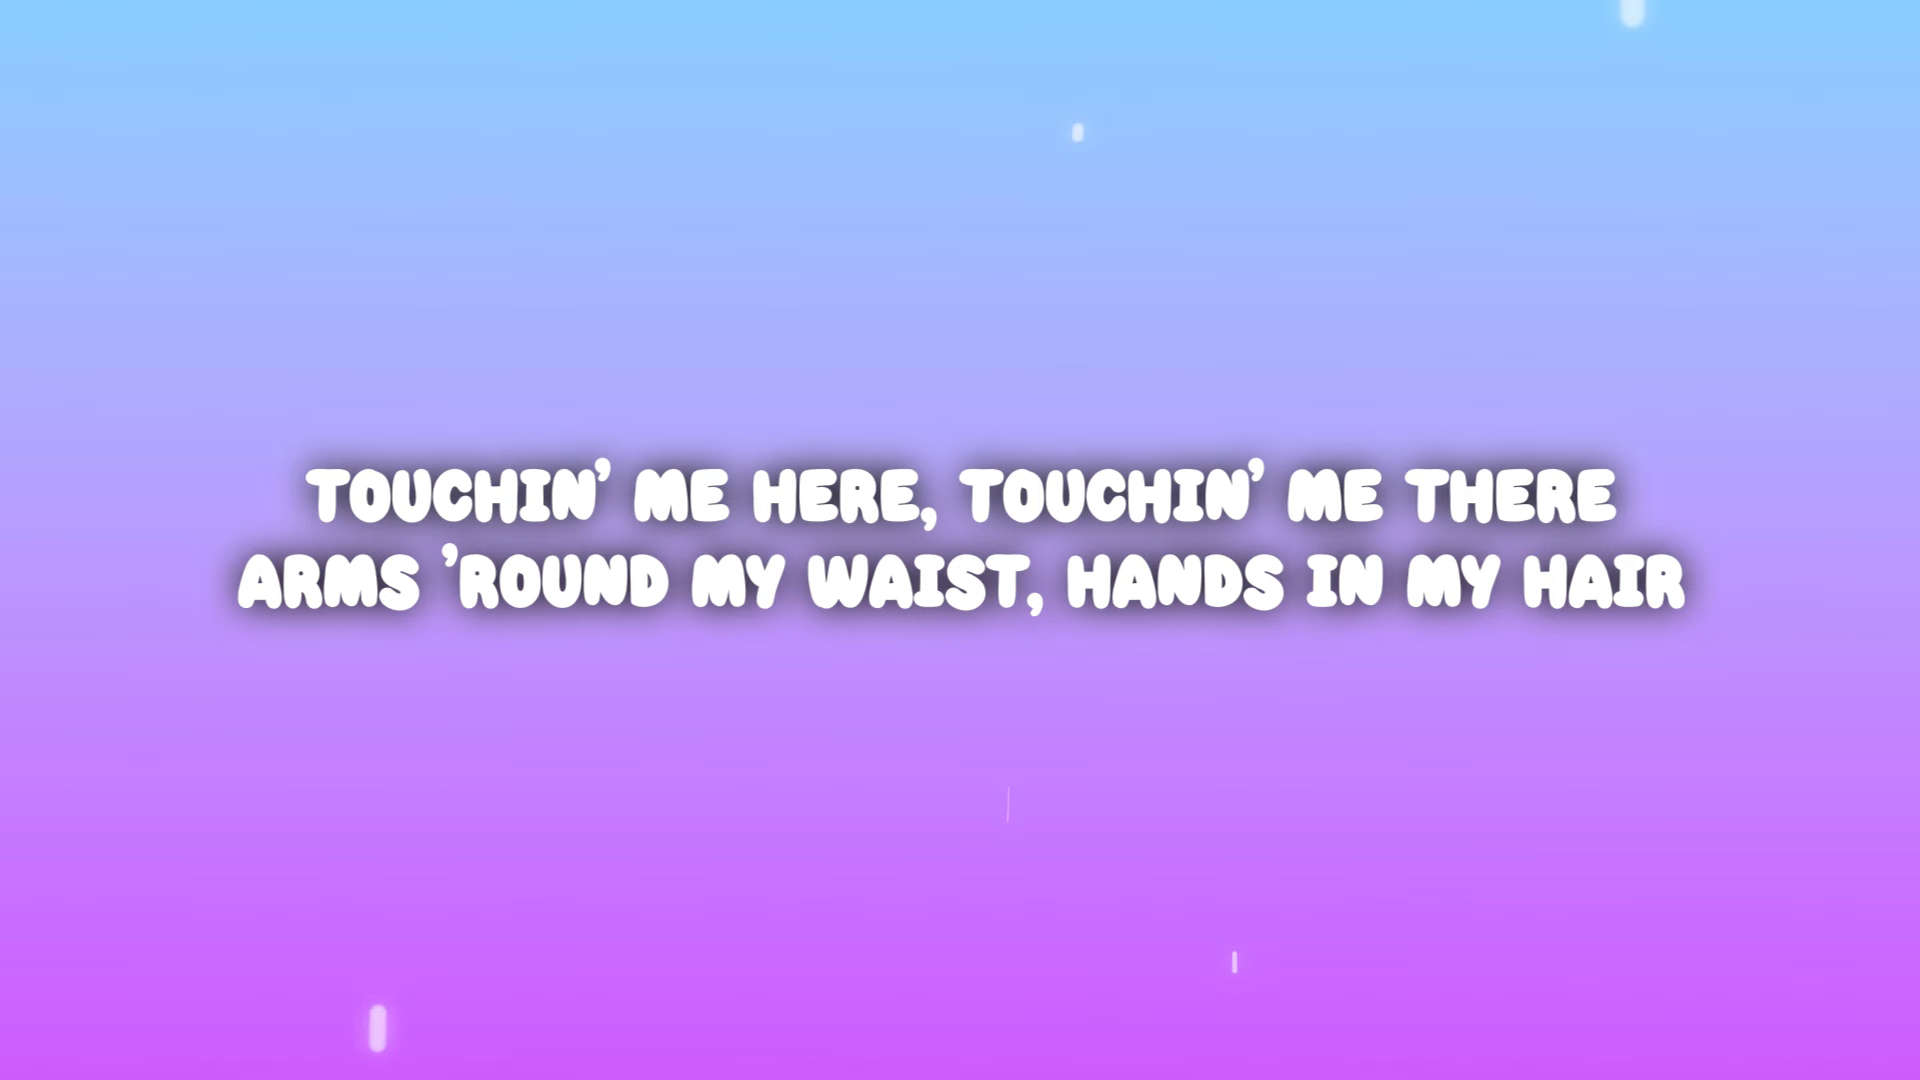 TOUCHIN’ ME HERE, TOUCHIN’ ME THERE
ARMS ’ROUND MY WAIST, HANDS IN MY HAIR